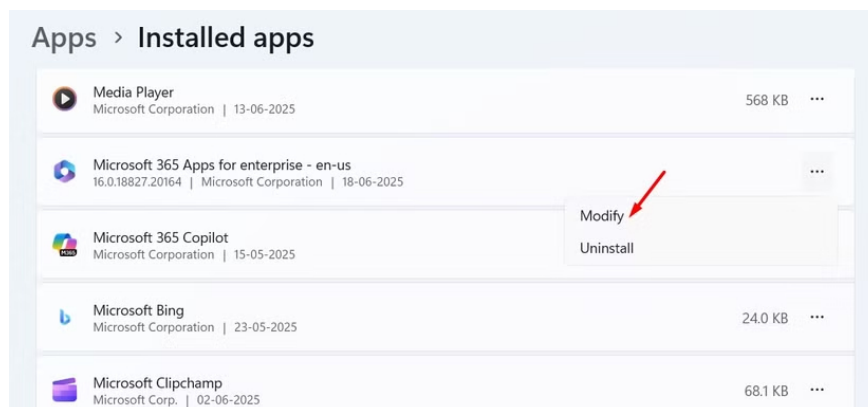 Apps > Installed apps
Media Player
Microsoft Corporation | 13-06-2025
568 KB
Microsoft 365 Apps for enterprise - en-us
16.0.18827.20164 | Microsoft Corporation | 18-06-2025
Modify
Uninstall
Microsoft 365 Copilot
Microsoft Corporation | 15-05-2025
M365
Microsoft Bing
Microsoft Corporation | 23-05-2025
24.0 KB
Microsoft Clipchamp
Microsoft Corp. | 02-06-2025
68.1 KB